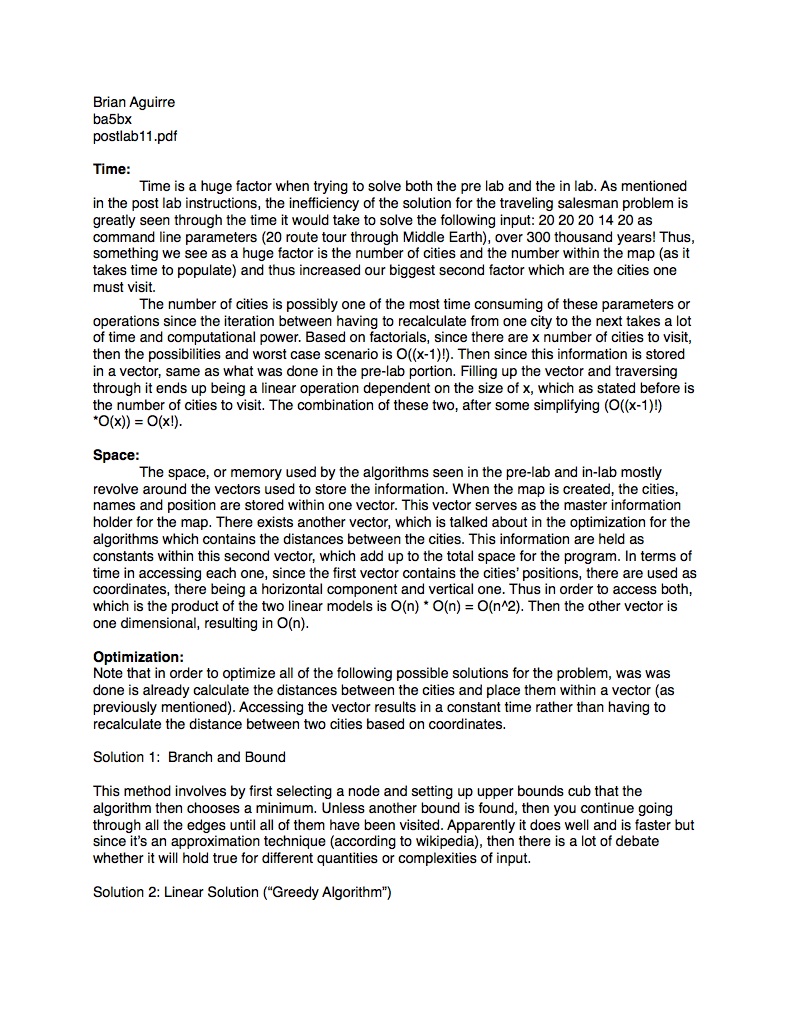 Brian Aguirre
ba5bx
postlab11.pdf
Time:
Time is a huge factor when trying to solve both the pre lab and the in lab. As mentioned
in the post lab instructions, the inefficiency of the solution for the traveling salesman problem is
greatly seen through the time it would take to solve the following input: 20 20 20 14 20 as
command line parameters (20 route tour through Middle Earth), over 300 thousand years! Thus,
something we see as a huge factor is the number of cities and the number within the map (as it
takes time to populate) and thus increased our biggest second factor which are the cities one
must visit.
The number of cities is possibly one of the most time consuming of these parameters or
operations since the iteration between having to recalculate from one city to the next takes a lot
of time and computational power. Based on factorials, since there are x number of cities to visit,
then the possibilities and worst case scenario is O((x-1)!). Then since this information is stored
in a vector, same as what was done in the pre-lab portion. Filling up the vector and traversing
through it ends up being a linear operation dependent on the size of x, which as stated before is
the number of cities to visit. The combination of these two, after some simplifying (O((x-1)!)
*O(x)) = O(x!).
Space:
The space, or memory used by the algorithms seen in the pre-lab and in-lab mostly
revolve around the vectors used to store the information. When the map is created, the cities,
names and position are stored within one vector. This vector serves as the master information
holder for the map. There exists another vector, which is talked about in the optimization for the
algorithms which contains the distances between the cities. This information are held as
constants within this second vector, which add up to the total space for the program. In terms of
time in accessing each one, since the first vector contains the cities' positions, there are used as
coordinates, there being a horizontal component and vertical one. Thus in order to access both,
which is the product of the two linear models is O(n) * O(n) = O(n^2). Then the other vector is
one dimensional, resulting in O(n).
Optimization:
Note that in order to optimize all of the following possible solutions for the problem, was was
done is already calculate the distances between the cities and place them within a vector (as
previously mentioned). Accessing the vector results in a constant time rather than having to
recalculate the distance between two cities based on coordinates.
Solution 1:  Branch and Bound
This method involves by first selecting a node and setting up upper bounds cub that the
algorithm then chooses a minimum. Unless another bound is found, then you continue going
through all the edges until all of them have been visited. Apparently it does well and is faster but
since it's an approximation technique (according to wikipedia), then there is a lot of debate
whether it will hold true for different quantities or complexities of input.
Solution 2: Linear Solution (“Greedy Algorithm”)